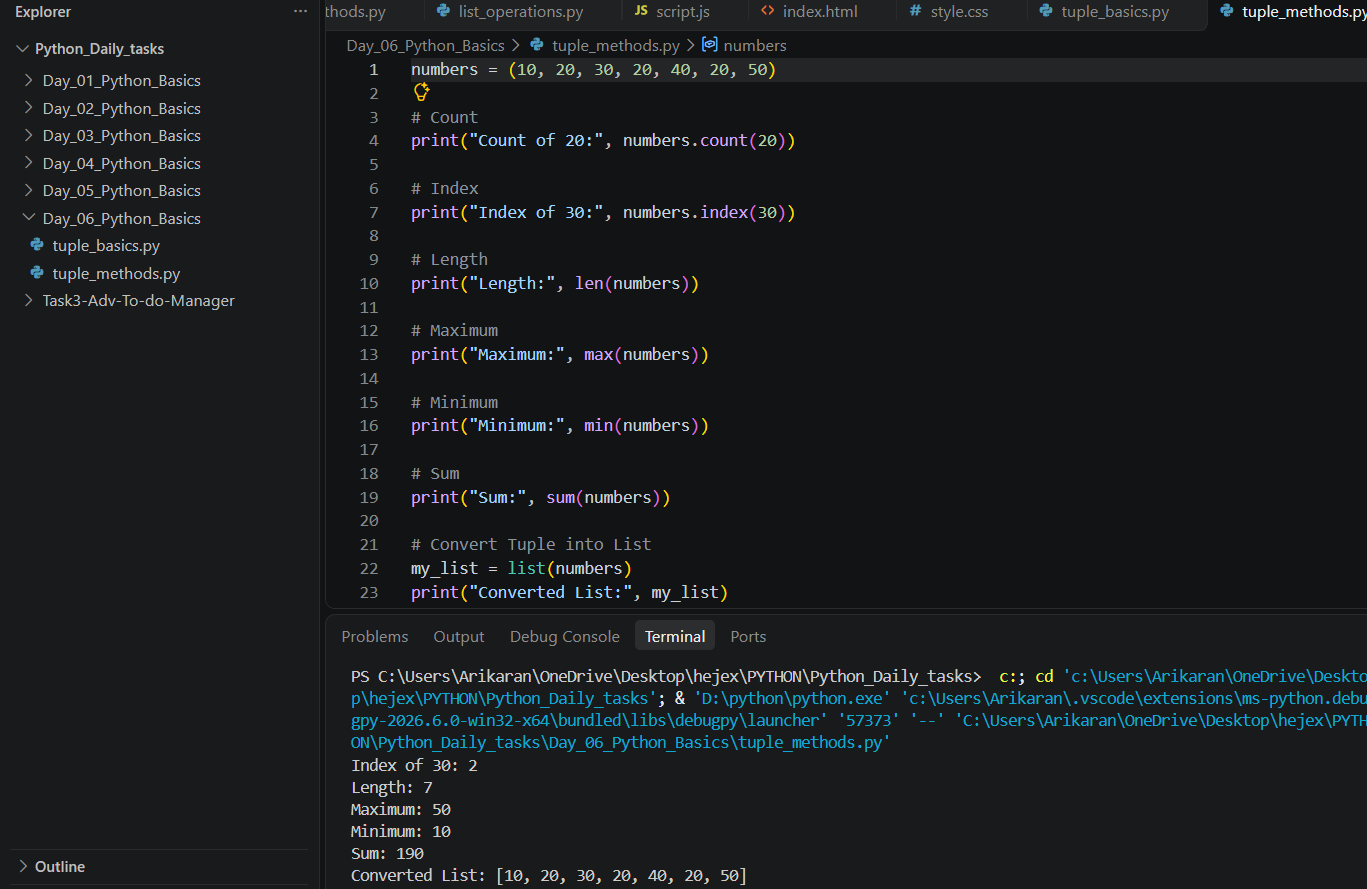 Explorer ···
Python_Daily_tasks
Day_01_Python_Basics
Day_02_Python_Basics
Day_03_Python_Basics
Day_04_Python_Basics
Day_05_Python_Basics
Day_06_Python_Basics
tuple_basics.py
tuple_methods.py
Task3-Adv-To-do-Manager
Outline
thods.py list_operations.py JS script.js <> index.html # style.css tuple_basics.py tuple_methods.py
Day_06_Python_Basics > tuple_methods.py > numbers
1 numbers = (10, 20, 30, 20, 40, 20, 50)
2
3 # Count
4 print("Count of 20:", numbers.count(20))
5
6 # Index
7 print("Index of 30:", numbers.index(30))
8
9 # Length
10 print("Length:", len(numbers))
11
12 # Maximum
13 print("Maximum:", max(numbers))
14
15 # Minimum
16 print("Minimum:", min(numbers))
17
18 # Sum
19 print("Sum:", sum(numbers))
20
21 # Convert Tuple into List
22 my_list = list(numbers)
23 print("Converted List:", my_list)
Problems Output Debug Console Terminal Ports
PS C:\Users\Arikaran\OneDrive\Desktop\hejex\PYTHON\Python_Daily_tasks> c:; cd 'c:\Users\Arikaran\OneDrive\Deskto
p\hejex\PYTHON\Python_Daily_tasks'; & 'D:\python\python.exe' 'c:\Users\Arikaran\.vscode\extensions\ms-python.debu
gpy-2026.6.0-win32-x64\bundled\libs\debugpy\launcher' '57373' '--' 'C:\Users\Arikaran\OneDrive\Desktop\hejex\PYTH
ON\Python_Daily_tasks\Day_06_Python_Basics\tuple_methods.py'
Index of 30: 2
Length: 7
Maximum: 50
Minimum: 10
Sum: 190
Converted List: [10, 20, 30, 20, 40, 20, 50]